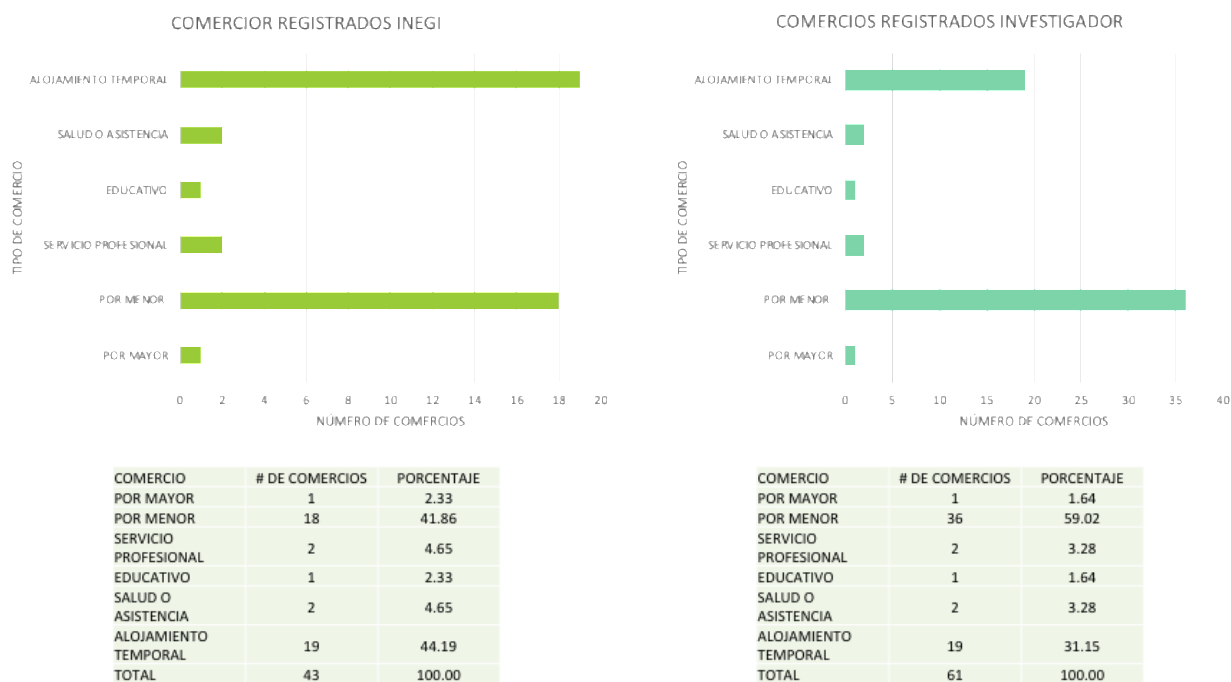 COMERCIOR REGISTRADOS INEGI
TIPO DE COMERCIO
ALOJAMIENTO TEMPORAL
SALUD O ASISTENCIA
EDUCATIVO
SERVICIO PROFESIONAL
POR MENOR
POR MAYOR
0 2 4 6 8 10 12 14 16 18 20
NÚMERO DE COMERCIOS
COMERCIO # DE COMERCIOS PORCENTAJE
POR MAYOR 1 2.33
POR MENOR 18 41.86
SERVICIO
PROFESIONAL 2 4.65
EDUCATIVO 1 2.33
SALUD O
ASISTENCIA 2 4.65
ALOJAMIENTO
TEMPORAL 19 44.19
TOTAL 43 100.00
COMERCIOS REGISTRADOS INVESTIGADOR
TIPO DE COMERCIO
ALOJAMIENTO TEMPORAL
SALUD O ASISTENCIA
EDUCATIVO
SERVICIO PROFESIONAL
POR MENOR
POR MAYOR
0 5 10 15 20 25 30 35 40
NÚMERO DE COMERCIOS
COMERCIO # DE COMERCIOS PORCENTAJE
POR MAYOR 1 1.64
POR MENOR 36 59.02
SERVICIO
PROFESIONAL 2 3.28
EDUCATIVO 1 1.64
SALUD O
ASISTENCIA 2 3.28
ALOJAMIENTO
TEMPORAL 19 31.15
TOTAL 61 100.00